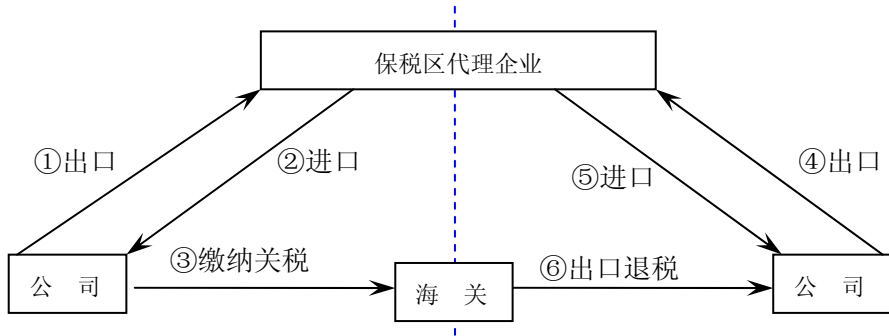 保税区代理企业
①出口
②进口
⑤进口
④出口
③缴纳关税
⑥出口退税
公 司
海 关
公 司